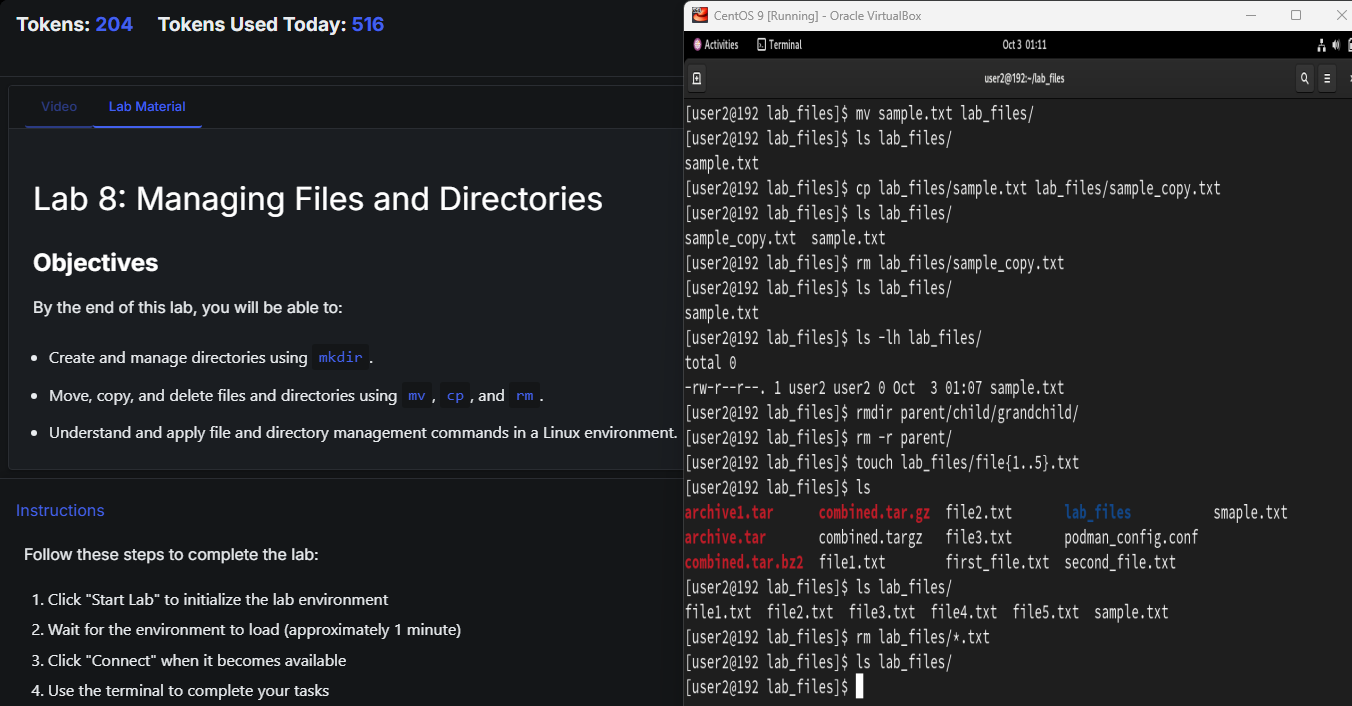 Tokens: 204 Tokens Used Today: 516
Video Lab Material
Lab 8: Managing Files and Directories
Objectives
By the end of this lab, you will be able to:
• Create and manage directories using mkdir .
• Move, copy, and delete files and directories using mv , cp , and rm .
• Understand and apply file and directory management commands in a Linux environment.
Instructions
Follow these steps to complete the lab:
1. Click "Start Lab" to initialize the lab environment
2. Wait for the environment to load (approximately 1 minute)
3. Click "Connect" when it becomes available
4. Use the terminal to complete your tasks
CentOS 9 [Running] - Oracle VirtualBox
Activities Terminal Oct 3 01:11
user2@192:~/lab_files
[user2@192 lab_files]$ mv sample.txt lab_files/
[user2@192 lab_files]$ ls lab_files/
sample.txt
[user2@192 lab_files]$ cp lab_files/sample.txt lab_files/sample_copy.txt
[user2@192 lab_files]$ ls lab_files/
sample_copy.txt sample.txt
[user2@192 lab_files]$ rm lab_files/sample_copy.txt
[user2@192 lab_files]$ ls lab_files/
sample.txt
[user2@192 lab_files]$ ls -lh lab_files/
total 0
-rw-r--r--. 1 user2 user2 0 Oct 3 01:07 sample.txt
[user2@192 lab_files]$ rmdir parent/child/grandchild/
[user2@192 lab_files]$ rm -r parent/
[user2@192 lab_files]$ touch lab_files/file{1..5}.txt
[user2@192 lab_files]$ ls
archive1.tar combined.tar.gz file2.txt lab_files smaple.txt
archive.tar combined.targz file3.txt podman_config.conf
combined.tar.bz2 file1.txt first_file.txt second_file.txt
[user2@192 lab_files]$ ls lab_files/
file1.txt file2.txt file3.txt file4.txt file5.txt sample.txt
[user2@192 lab_files]$ rm lab_files/*.txt
[user2@192 lab_files]$ ls lab_files/
[user2@192 lab_files]$